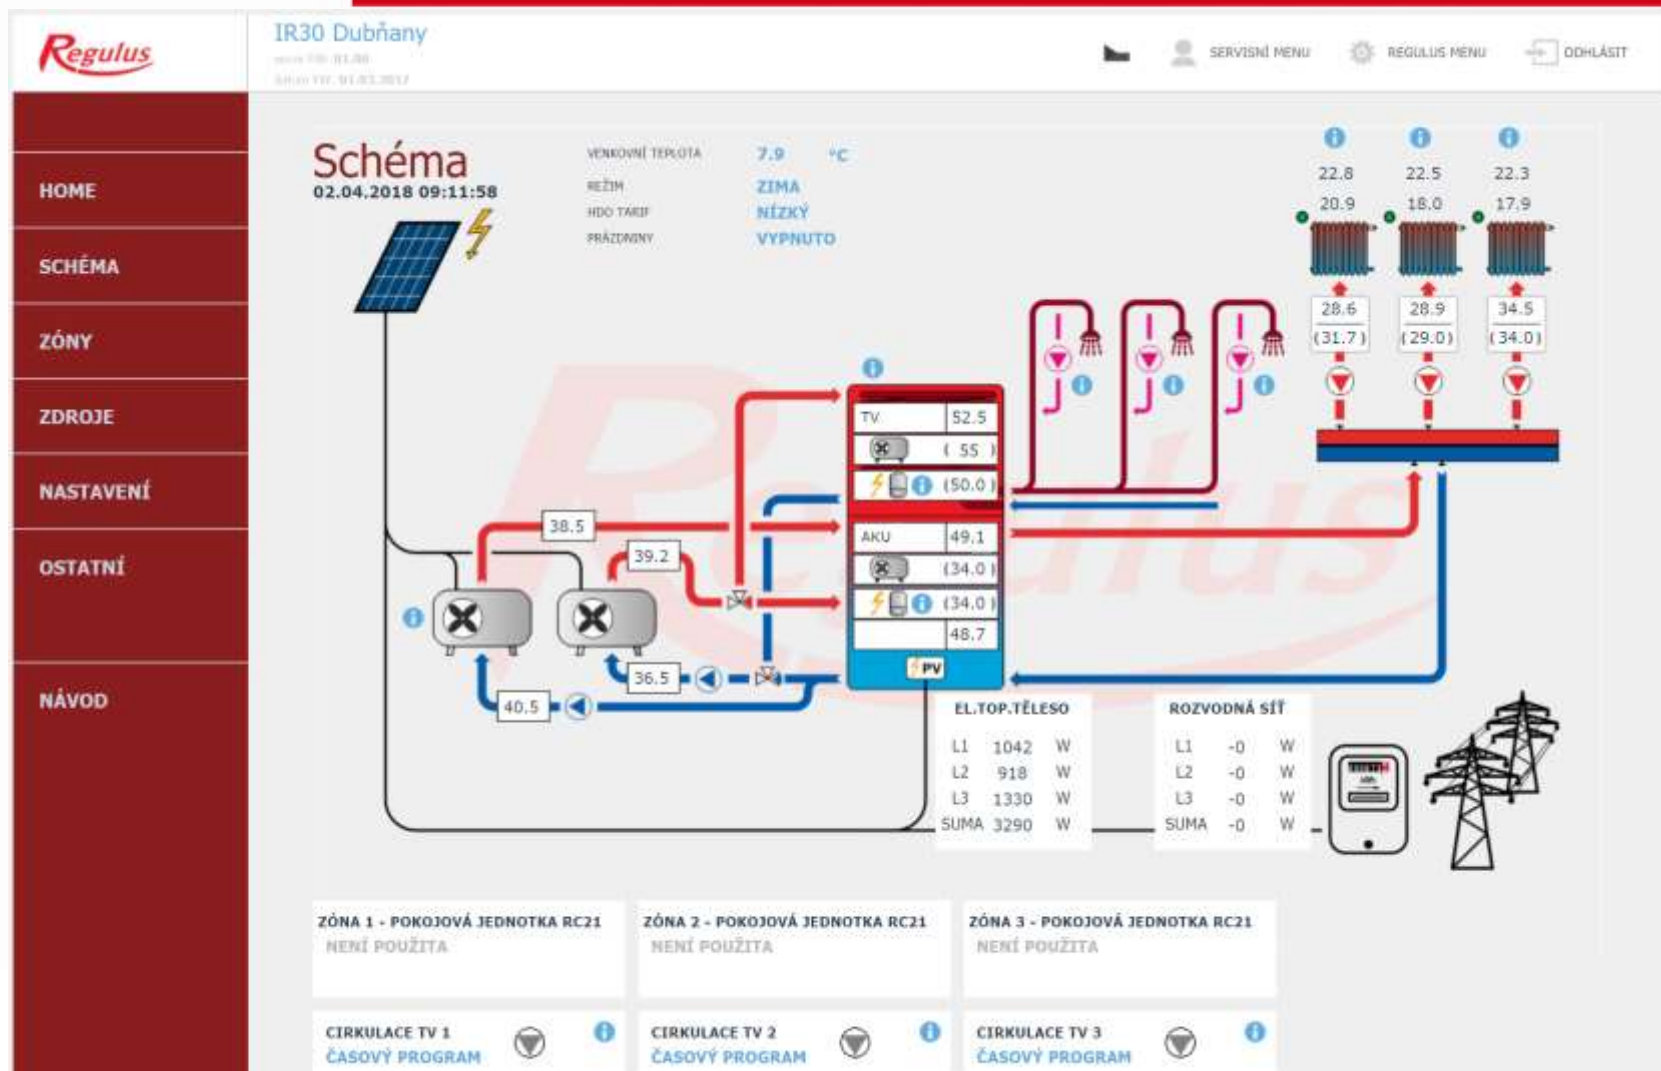 Regulus
IR30 Dubňany
01.03.2017
SERVISNÍ MENU
REGULUS MENU
ODHLÁSIT
HOME
SCHÉMA
ZÓNY
ZDROJE
NASTAVENÍ
OSTATNÍ
NÁVOD
Schéma
02.04.2018 09:11:58
VENKOVNÍ TEPLOTA 7.9 °C
REŽIM ZIMA
HDO TARIF NÍZKÝ
PRÁZDNINY VYPNUTO
22.8 22.5 22.3
20.9 18.0 17.9
28.6 28.9 34.5
(31.7) (29.0) (34.0)
TV 52.5
( 55 )
(50.0)
AKU 49.1
(34.0)
(34.0)
48.7
PV
38.5
39.2
36.5
40.5
Regulus
EL.TOP.TĚLESO
L1 1042 W
L2 918 W
L3 1330 W
SUMA 3290 W
ROZVODNÁ SÍŤ
L1 -0 W
L2 -0 W
L3 -0 W
SUMA -0 W
kWh
ZÓNA 1 - POKOJOVÁ JEDNOTKA RC21
NENÍ POUŽITA
ZÓNA 2 - POKOJOVÁ JEDNOTKA RC21
NENÍ POUŽITA
ZÓNA 3 - POKOJOVÁ JEDNOTKA RC21
NENÍ POUŽITA
CIRKULACE TV 1
ČASOVÝ PROGRAM
CIRKULACE TV 2
ČASOVÝ PROGRAM
CIRKULACE TV 3
ČASOVÝ PROGRAM